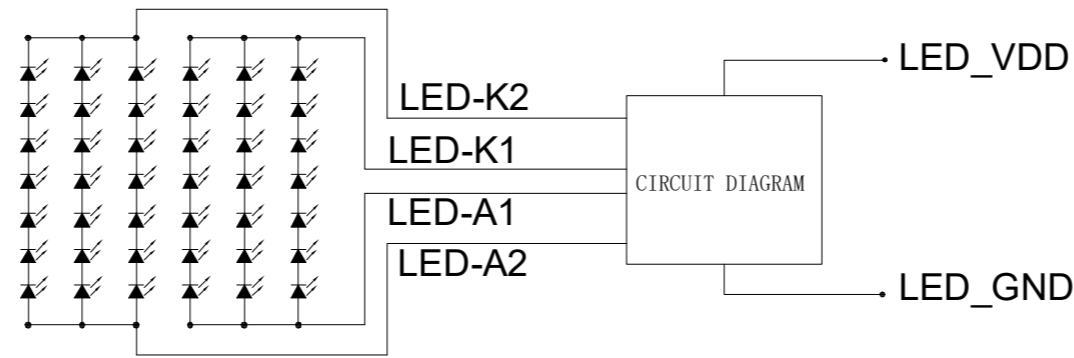 LED_VDD
LED-K2
LED-K1
CIRCUIT DIAGRAM
LED-A1
LED-A2
LED_GND